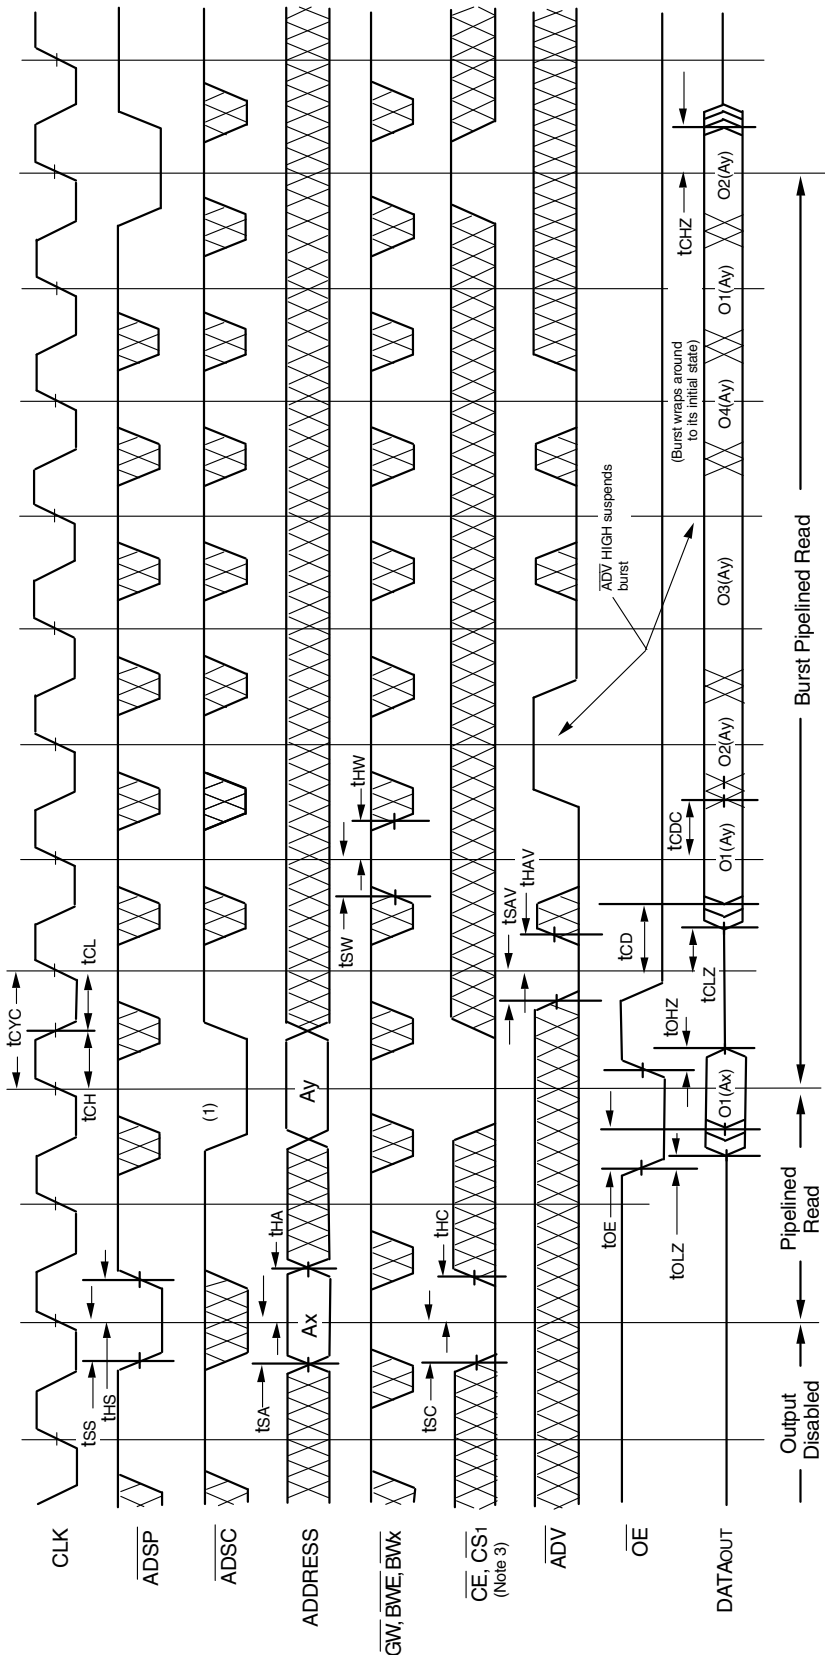 CLK
tCYC
tCH
tCL
tSS
tHS
ADSP
ADSC
(1)
ADDRESS
tSA
tHA
Ax
Ay
GW, BWE, BWx
tSW
tHW
CE, CS1
(Note 3)
tSC
tHC
ADV
tSAV
tHAV
ADV HIGH suspends
burst
OE
tOE
tOHZ
tCD
tOLZ
tCLZ
tCDC
tCHZ
(Burst wraps around
to its initial state)
DATAOUT
O1(Ax)
O1(Ay)
O2(Ay)
O3(Ay)
O4(Ay)
O1(Ay)
O2(Ay)
Output
Disabled
Pipelined
Read
Burst Pipelined Read